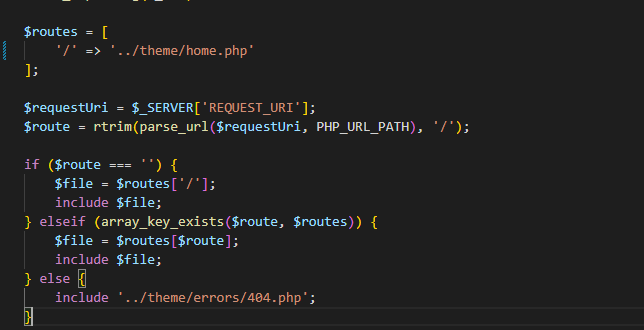 $routes = [
    '/' => '../theme/home.php'
];

$requestUri = $_SERVER['REQUEST_URI'];
$route = rtrim(parse_url($requestUri, PHP_URL_PATH), '/');

if ($route === '') {
    $file = $routes['/'];
    include $file;
} elseif (array_key_exists($route, $routes)) {
    $file = $routes[$route];
    include $file;
} else {
    include '../theme/errors/404.php';
}